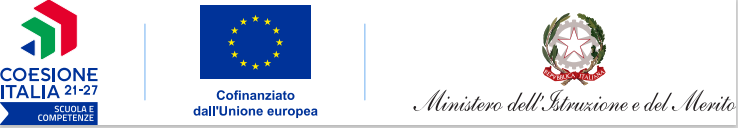 COESIONE
ITALIA 21-27
SCUOLA E
COMPETENZE
Cofinanziato
dall'Unione europea
REPUBBLICA ITALIANA
Ministero dell'Istruzione e del Merito